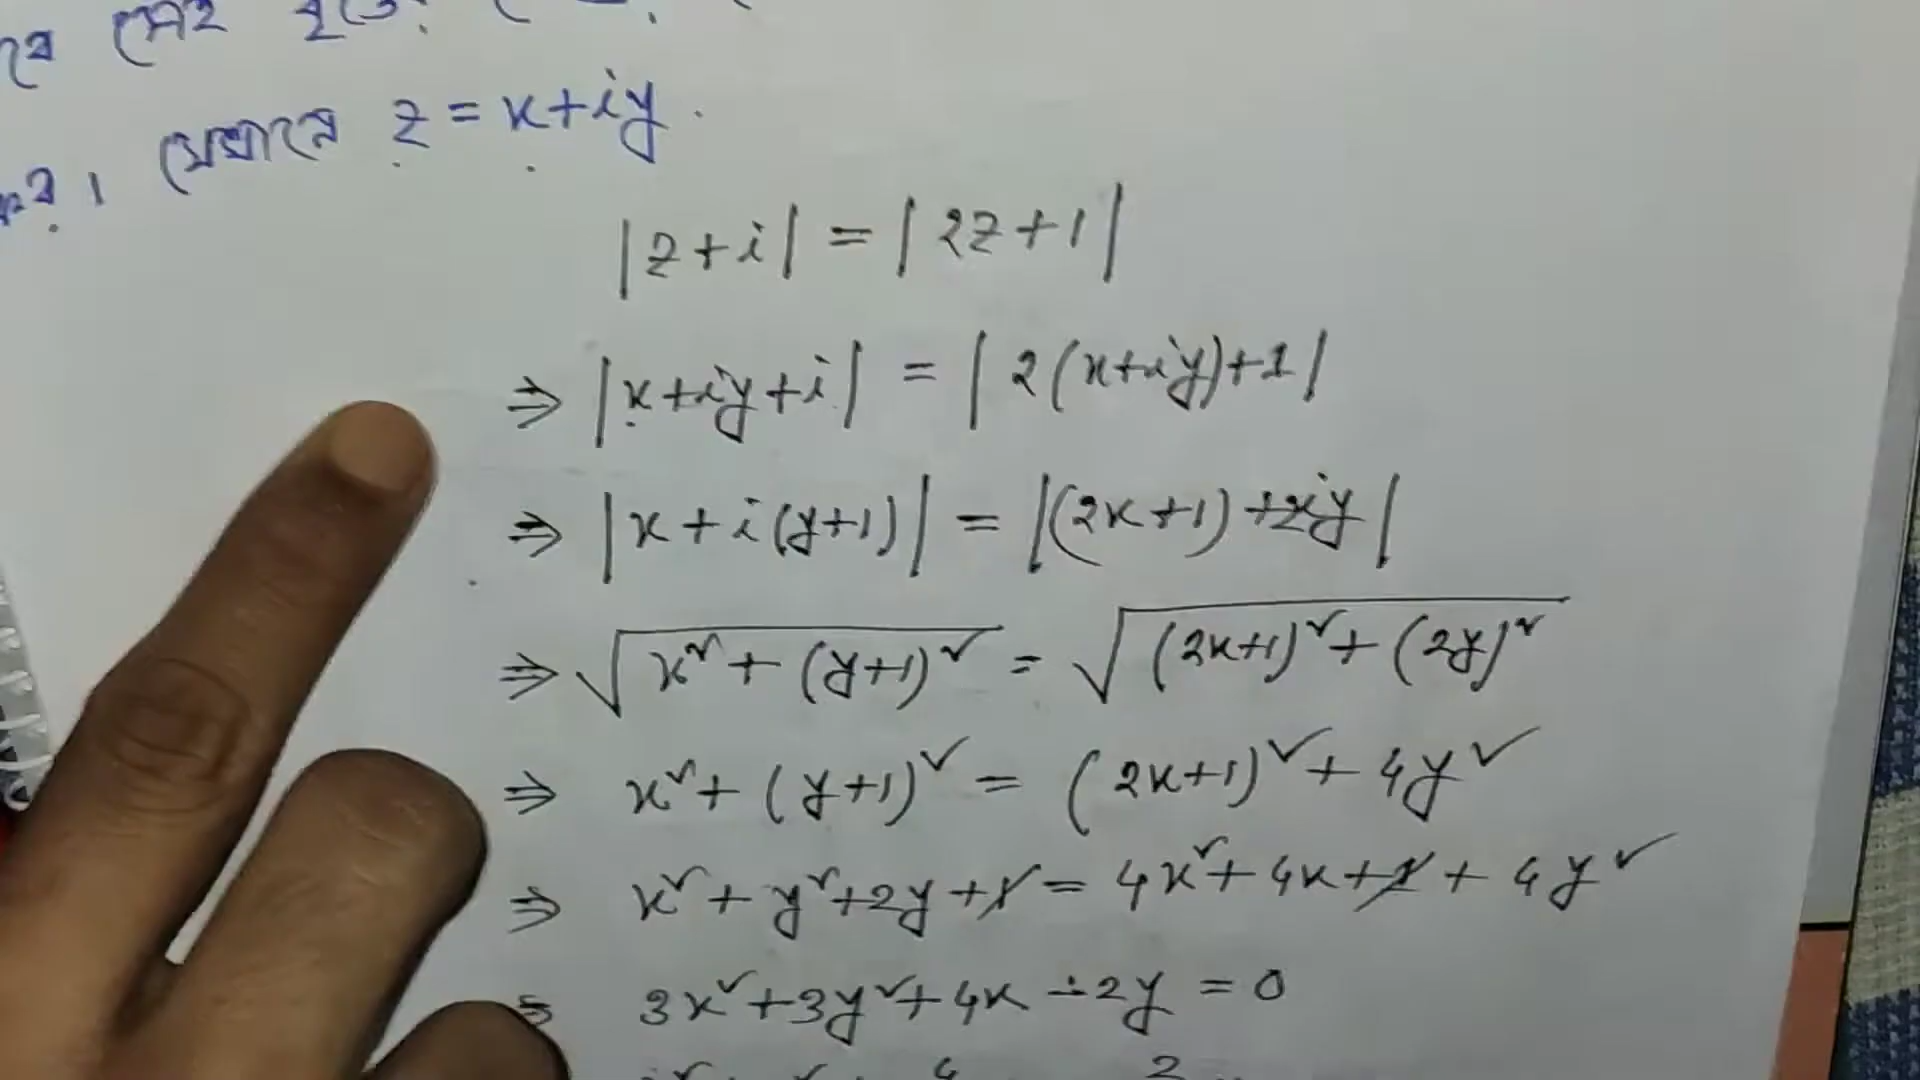 যেখানে z = x+iy.
|z+i| = |2z+1|
⇒ |x+iy+i| = |2(x+iy)+1|
⇒ |x+i(y+1)| = |(2x+1)+2iy|
⇒ √(x²+(y+1)²) = √((2x+1)²+(2y)²)
⇒ x²+(y+1)² = (2x+1)²+4y²
⇒ x²+y²+2y+1 = 4x²+4x+1+4y²
⇒ 3x²+3y²+4x-2y = 0